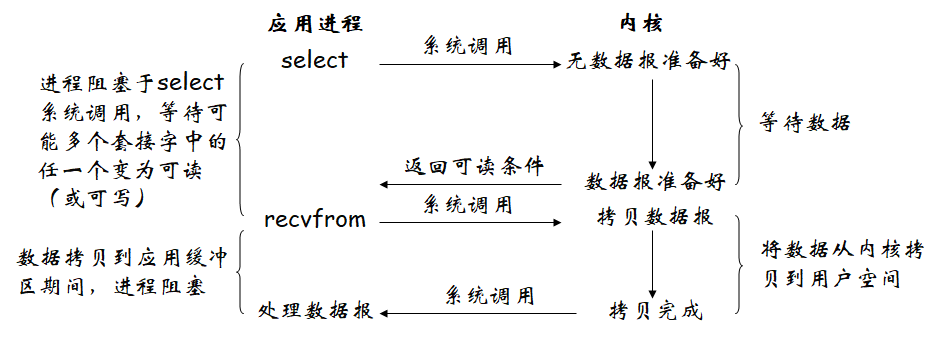 应用进程
内核
select
系统调用
无数据报准备好
进程阻塞于select
系统调用，等待可
能多个套接字中的
任一个变为可读
（或可写）
等待数据
返回可读条件
数据报准备好
recvfrom
系统调用
拷贝数据报
数据拷贝到应用缓冲
区期间，进程阻塞
将数据从内核拷
贝到用户空间
处理数据报
系统调用
拷贝完成